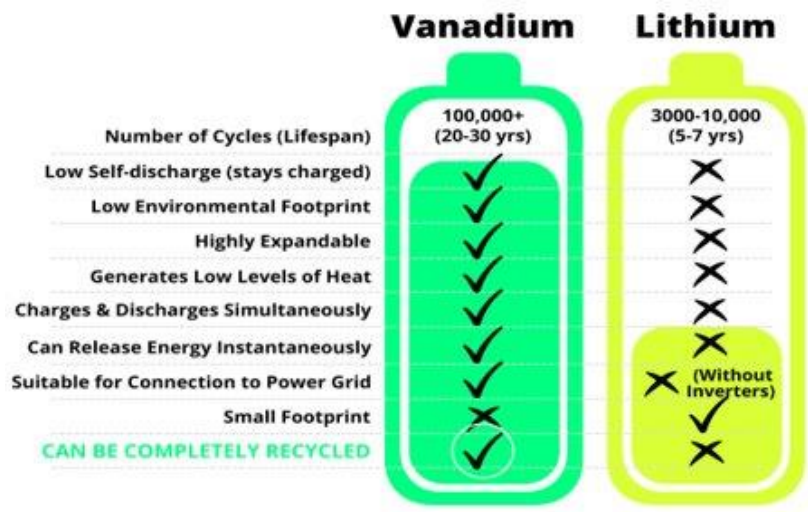 Vanadium Lithium
Number of Cycles (Lifespan) 100,000+ (20-30 yrs) 3000-10,000 (5-7 yrs)
Low Self-discharge (stays charged)
Low Environmental Footprint
Highly Expandable
Generates Low Levels of Heat
Charges & Discharges Simultaneously
Can Release Energy Instantaneously
Suitable for Connection to Power Grid (Without Inverters)
Small Footprint
CAN BE COMPLETELY RECYCLED